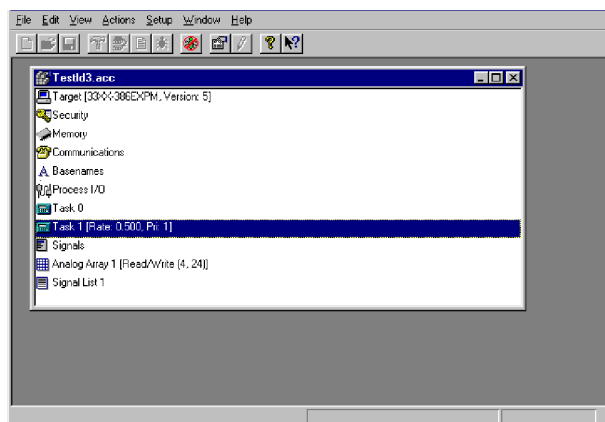 File Edit View Actions Setup Window Help
TestId3.acc
Target [33XX-386EXPM, Version: 5]
Security
Memory
Communications
Basenames
Process I/O
Task 0
Task 1 [Rate: 0.500, Pri: 1]
Signals
Analog Array 1 [Read/Write (4, 24)]
Signal List 1